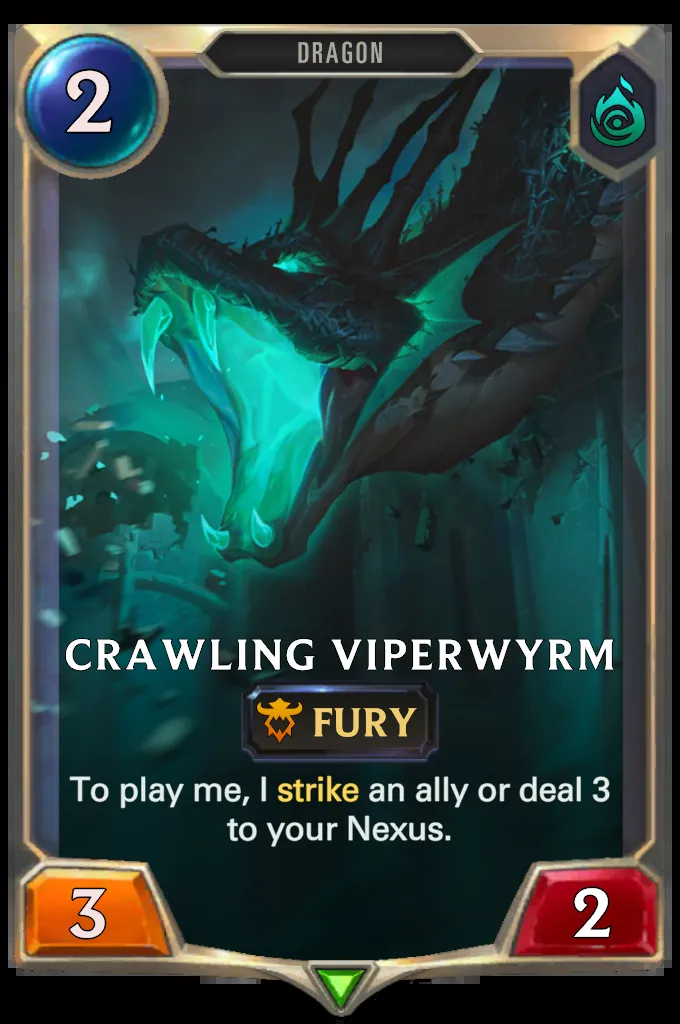 DRAGON
2
CRAWLING VIPERWYRM
FURY
To play me, I strike an ally or deal 3
to your Nexus.
3
2